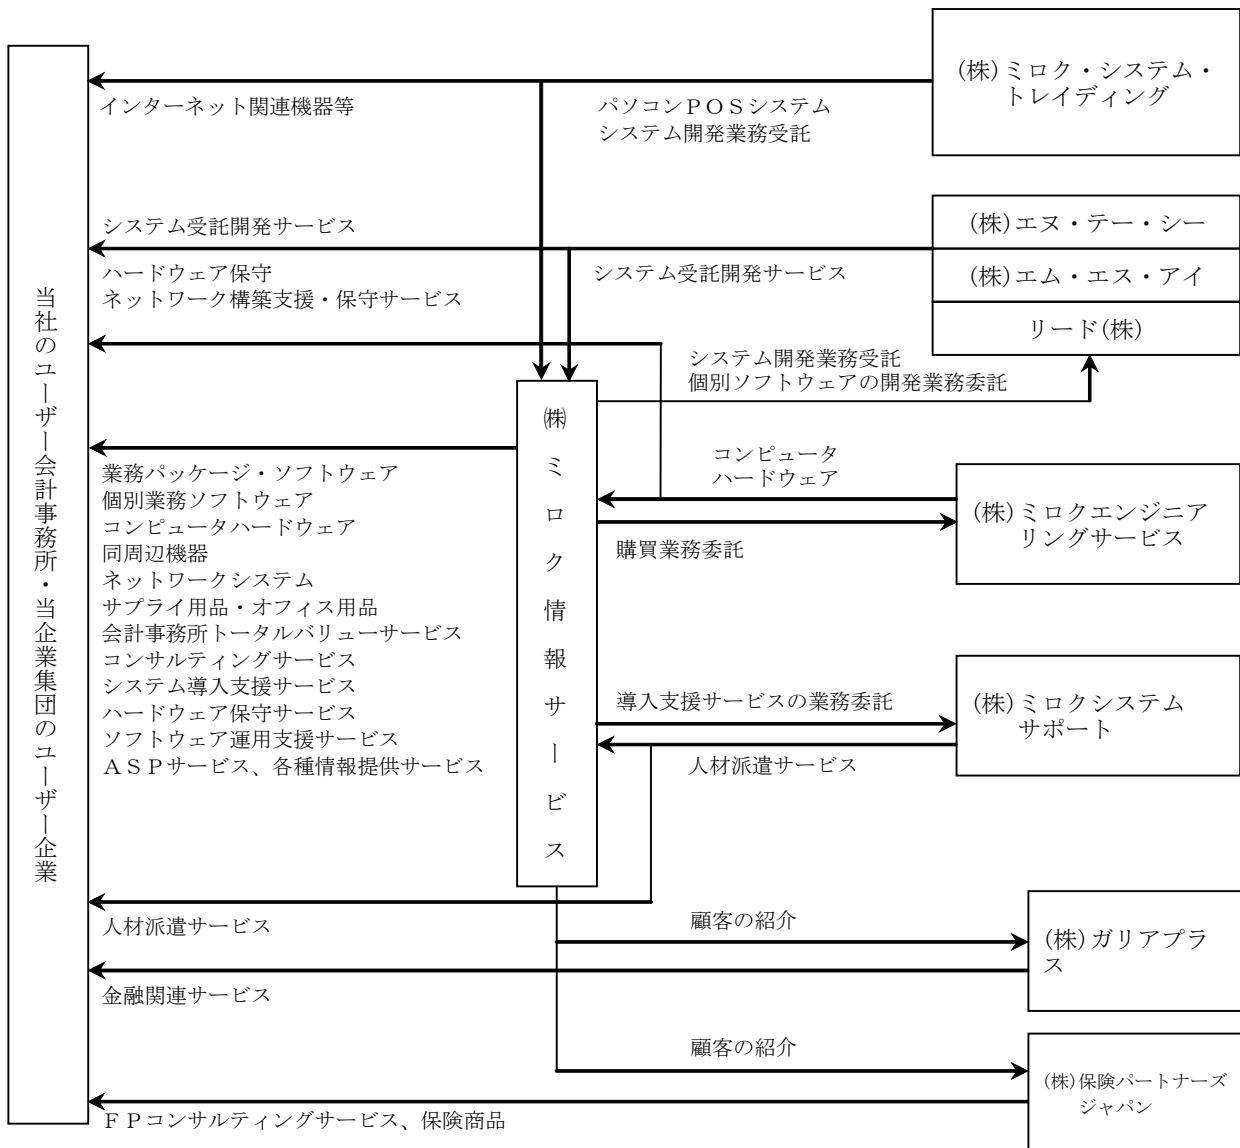 (株)ミロク・システム・
トレイディング
インターネット関連機器等
パソコンPOSシステム
システム開発業務受託
(株)エヌ・テー・シー
(株)エム・エス・アイ
リード(株)
システム受託開発サービス
ハードウェア保守
ネットワーク構築支援・保守サービス
システム受託開発サービス
システム開発業務受託
個別ソフトウェアの開発業務委託
当社のユーザー会計事務所・当企業集団のユーザー企業
㈱ミロク情報サービス
業務パッケージ・ソフトウェア
個別業務ソフトウェア
コンピュータハードウェア
同周辺機器
ネットワークシステム
サプライ用品・オフィス用品
会計事務所トータルバリューサービス
コンサルティングサービス
システム導入支援サービス
ハードウェア保守サービス
ソフトウェア運用支援サービス
ASPサービス、各種情報提供サービス
コンピュータ
ハードウェア
購買業務委託
(株)ミロクエンジニア
リングサービス
導入支援サービスの業務委託
人材派遣サービス
(株)ミロクシステム
サポート
人材派遣サービス
顧客の紹介
(株)ガリアプラ
ス
金融関連サービス
顧客の紹介
(株)保険パートナーズ
ジャパン
FPコンサルティングサービス、保険商品